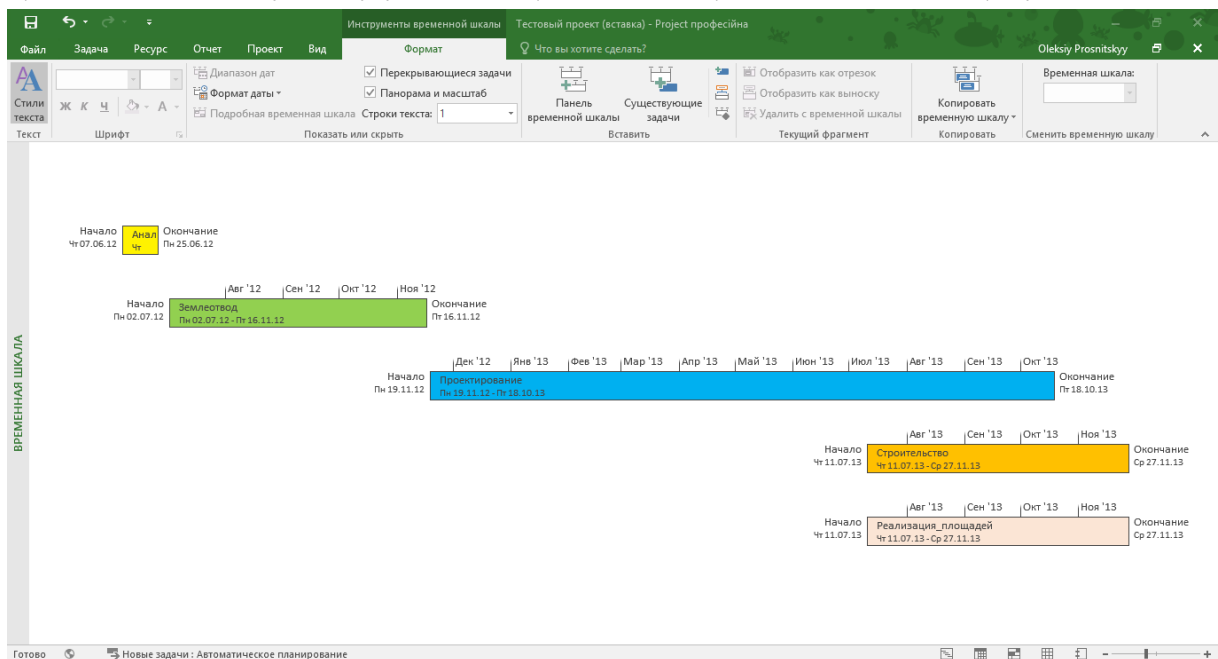 Инструменты временной шкалы
Тестовый проект (вставка) - Project професійна
Файл Задача Ресурс Отчет Проект Вид Формат Что вы хотите сделать? Oleksiy Prosnitskyy
Стили текста
Текст
Ж К Ч А
Шрифт
Диапазон дат
Формат даты
Подробная временная шкала
Перекрывающиеся задачи
Панорама и масштаб
Строки текста: 1
Показать или скрыть
Панель временной шкалы
Существующие задачи
Вставить
Отобразить как отрезок
Отобразить как выноску
Удалить с временной шкалы
Текущий фрагмент
Копировать временную шкалу
Копировать
Временная шкала:
Сменить временную шкалу
ВРЕМЕННАЯ ШКАЛА
Начало
Чт 07.06.12
Анал
Чт
Окончание
Пн 25.06.12
Авг '12 Сен '12 Окт '12 Ноя '12
Начало
Пн 02.07.12
Землеотвод
Пн 02.07.12 - Пт 16.11.12
Окончание
Пт 16.11.12
Дек '12 Янв '13 Фев '13 Мар '13 Апр '13 Май '13 Июн '13 Июл '13 Авг '13 Сен '13 Окт '13
Начало
Пн 19.11.12
Проектирование
Пн 19.11.12 - Пт 18.10.13
Окончание
Пт 18.10.13
Авг '13 Сен '13 Окт '13 Ноя '13
Начало
Чт 11.07.13
Строительство
Чт 11.07.13 - Ср 27.11.13
Окончание
Ср 27.11.13
Авг '13 Сен '13 Окт '13 Ноя '13
Начало
Чт 11.07.13
Реализация_площадей
Чт 11.07.13 - Ср 27.11.13
Окончание
Ср 27.11.13
Готово Новые задачи : Автоматическое планирование